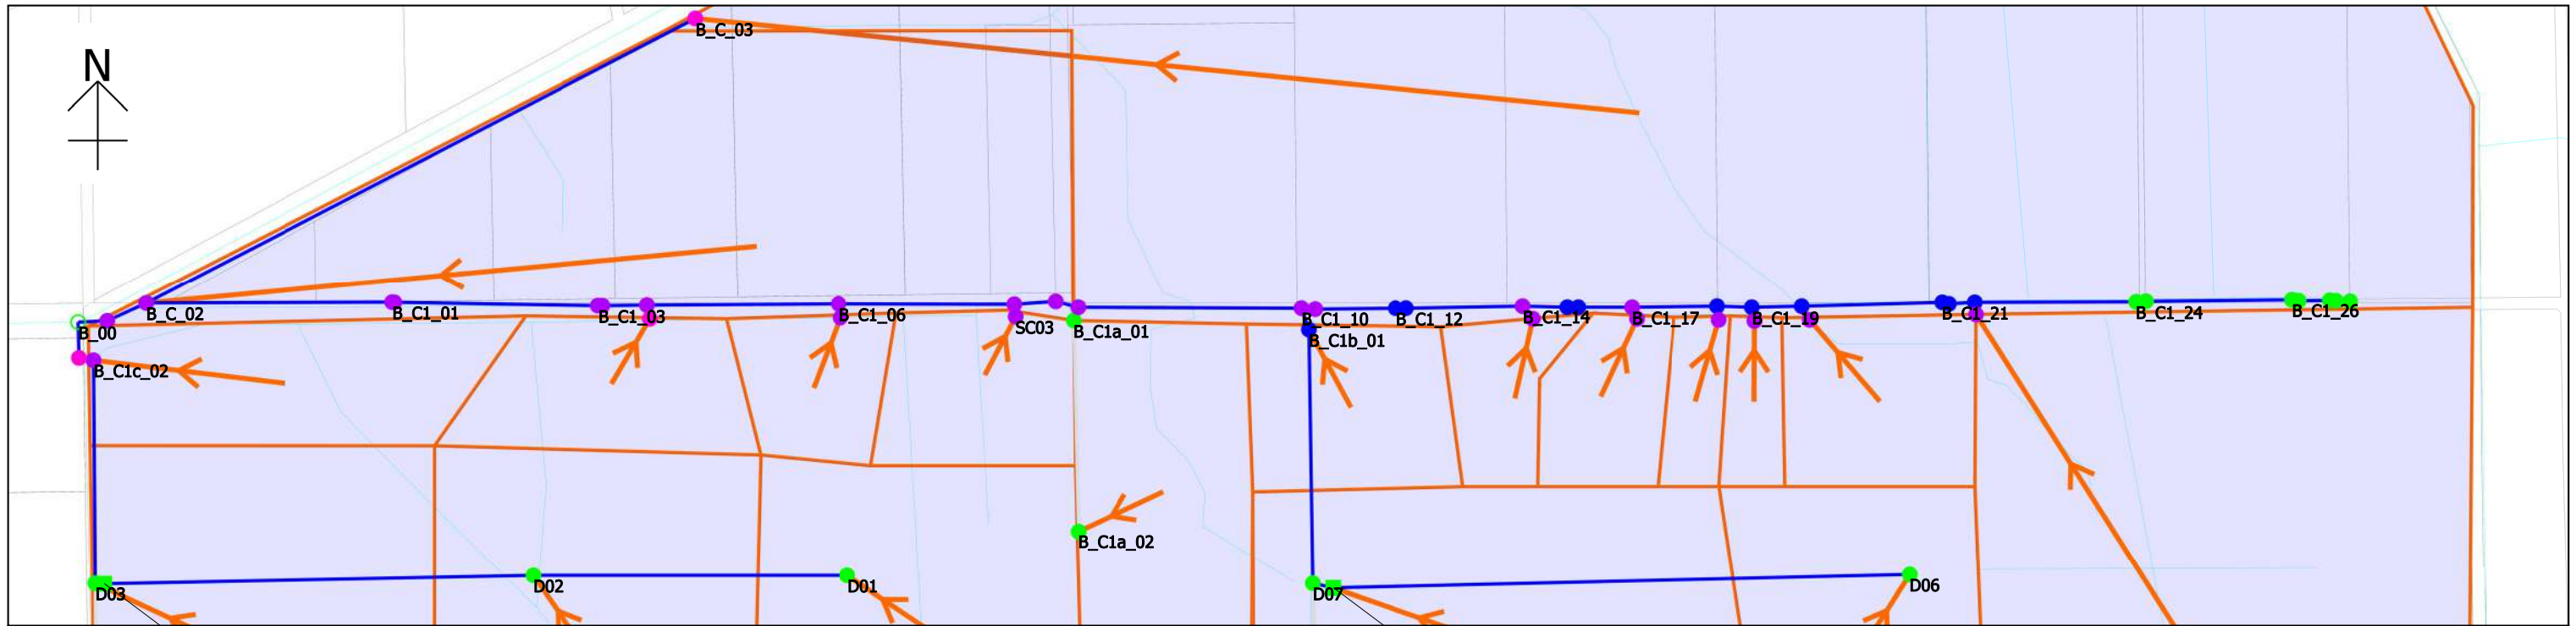 B_C_03
N
B_C_02
B_C1_01
B_C1_03
B_C1_06
SC03
B_C1a_01
B_C1_10
B_C1_12
B_C1_14
B_C1_17
B_C1_19
B_C1_21
B_C1_24
B_C1_26
B_00
B_C1b_01
B_C1c_02
B_C1a_02
D03
D02
D01
D07
D06